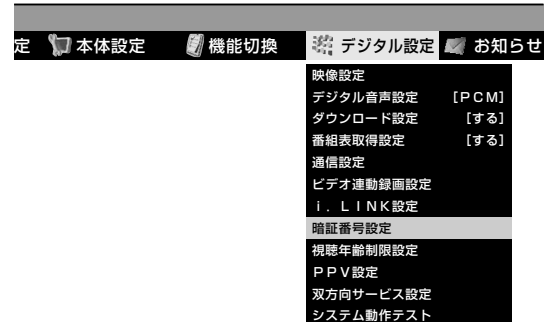 定 本体設定 機能切換 デジタル設定 お知らせ
映像設定
デジタル音声設定 [PCM]
ダウンロード設定 [する]
番組表取得設定 [する]
通信設定
ビデオ連動録画設定
i.LINK設定
暗証番号設定
視聴年齢制限設定
PPV設定
双方向サービス設定
システム動作テスト